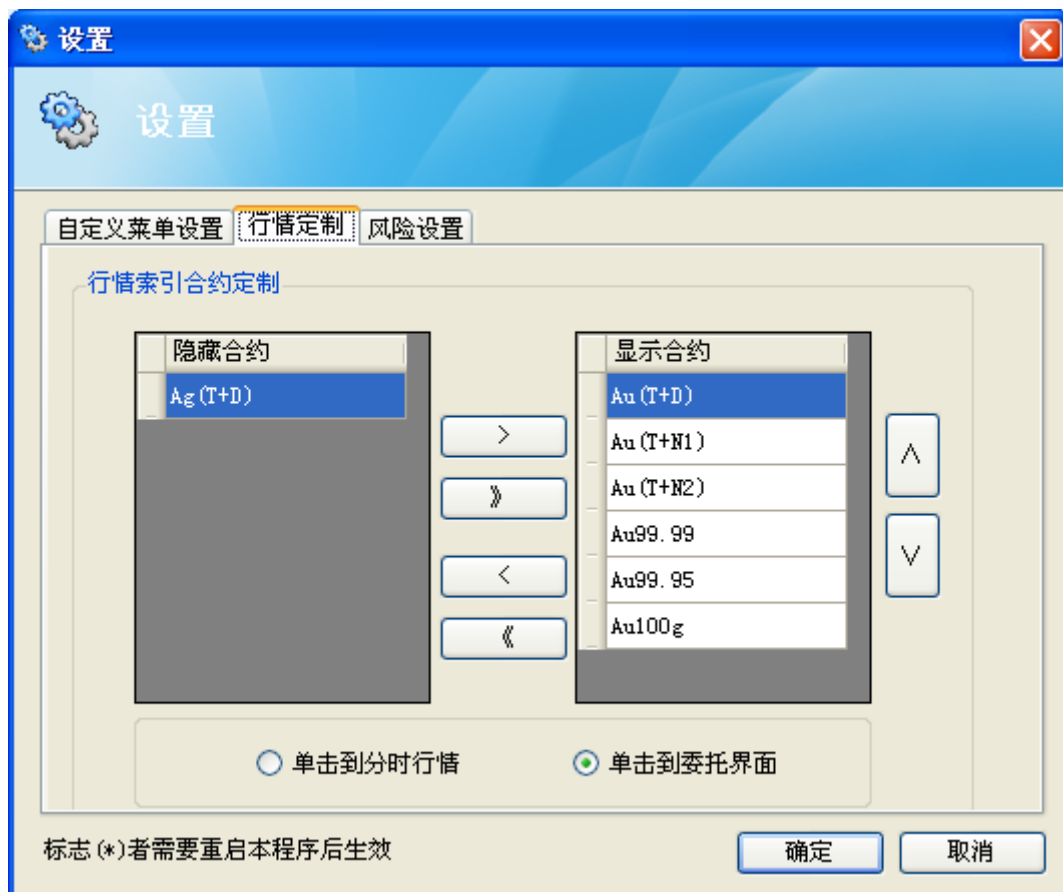 设置
设置
自定义菜单设置 行情定制 风险设置
行情索引合约定制
隐藏合约
Ag(T+D)
>
》
<
《
显示合约
Au(T+D)
Au(T+N1)
Au(T+N2)
Au99.99
Au99.95
Au100g
∧
∨
单击到分时行情 单击到委托界面
标志(*)者需要重启本程序后生效 确定 取消